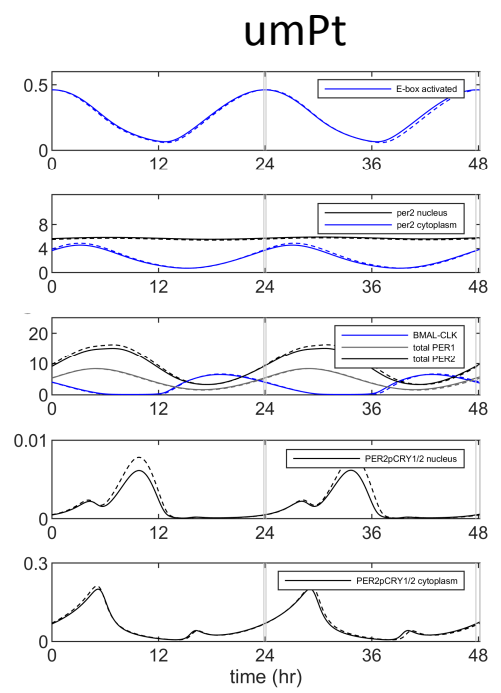 umPt
0.5
0
E-box activated
0 12 24 36 48
8
4
0
per2 nucleus
per2 cytoplasm
0 12 24 36 48
20
10
0
BMAL-CLK
total PER1
total PER2
0 12 24 36 48
0.01
0
PER2pCRY1/2 nucleus
0 12 24 36 48
0.3
0
PER2pCRY1/2 cytoplasm
0 12 24 36 48
time (hr)